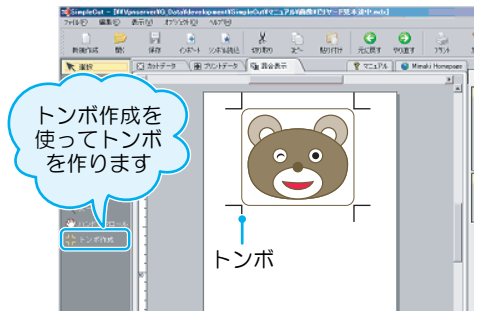 SimpleCut -
ファイル(F) 編集(E) 表示(V) オブジェクト(O) ヘルプ(H)
新規作成 開く 保存 インポート 切り取り コピー 貼り付け 元に戻す やり直す プロット
選択 カットデータ プリントデータ 混合表示 マニュアル Mimaki Homepage
トンボ作成を
使ってトンボ
を作ります
トンボ作成
トンボ